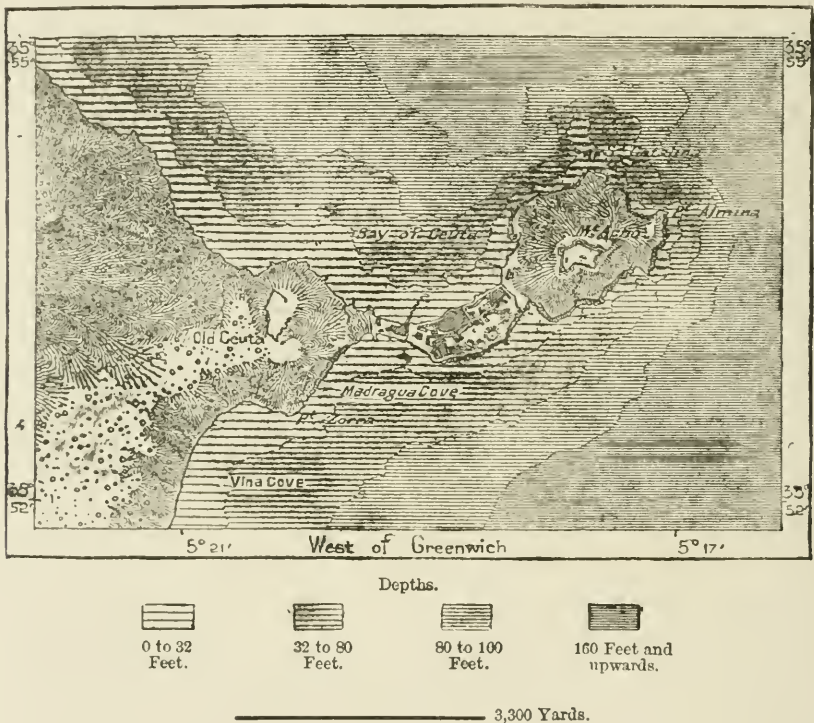 35°
55'
35°
55'
Pt. Almina
Bay of Ceuta
Mt. Acho
Old Ceuta
Madragua Cove
Pt. Zorra
Vina Cove
35°
52'
35°
52'
5° 21'
West of Greenwich
5° 17'
Depths.
0 to 32
Feet.
32 to 80
Feet.
80 to 100
Feet.
160 Feet and
upwards.
3,300 Yards.